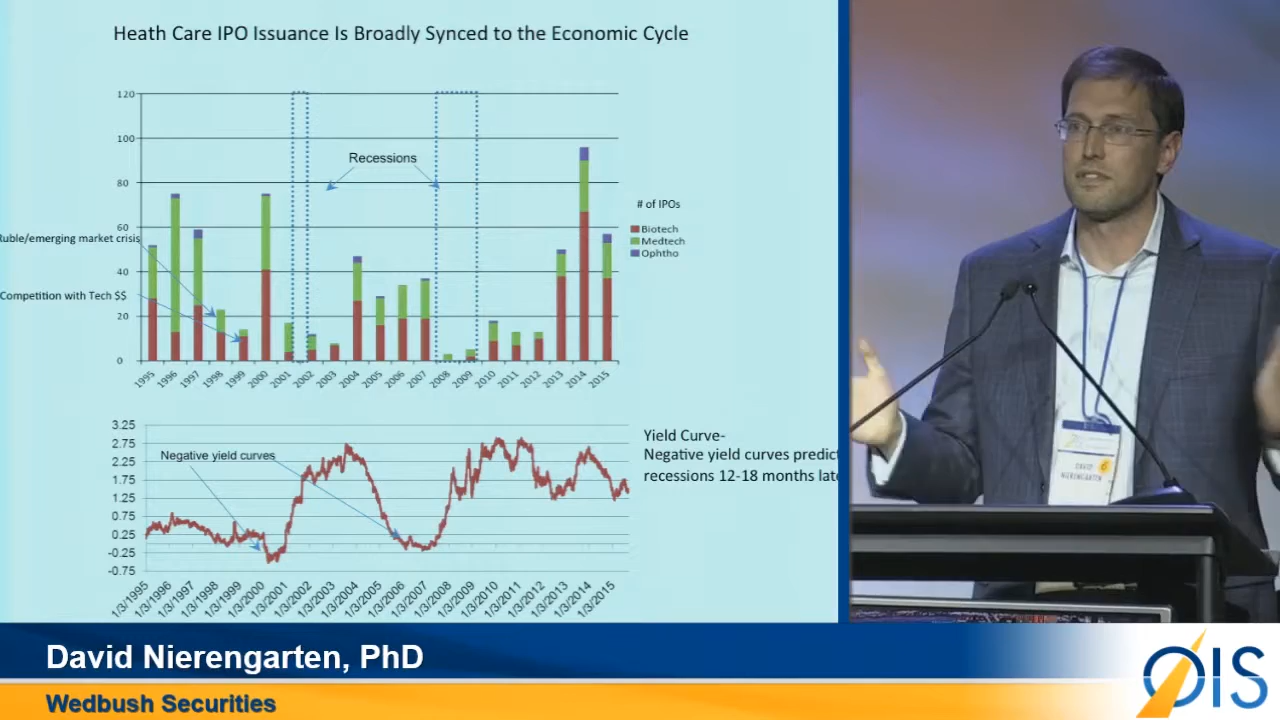 Heath Care IPO Issuance Is Broadly Synced to the Economic Cycle
120
100
80
60
40
20
0
Recessions
Ruble/emerging market crisis
Competition with Tech $$
# of IPOs
Biotech
Medtech
Ophtho
1995 1996 1997 1998 1999 2000 2001 2002 2003 2004 2005 2006 2007 2008 2009 2010 2011 2012 2013 2014 2015
3.25
2.75
2.25
1.75
1.25
0.75
0.25
-0.25
-0.75
Negative yield curves
1/3/1995 1/3/1996 1/3/1997 1/3/1998 1/3/1999 1/3/2000 1/3/2001 1/3/2002 1/3/2003 1/3/2004 1/3/2005 1/3/2006 1/3/2007 1/3/2008 1/3/2009 1/3/2010 1/3/2011 1/3/2012 1/3/2013 1/3/2014 1/3/2015
Yield Curve-
Negative yield curves predict
recessions 12-18 months late
DAVID
NIERENGARTEN
David Nierengarten, PhD
Wedbush Securities
OIS